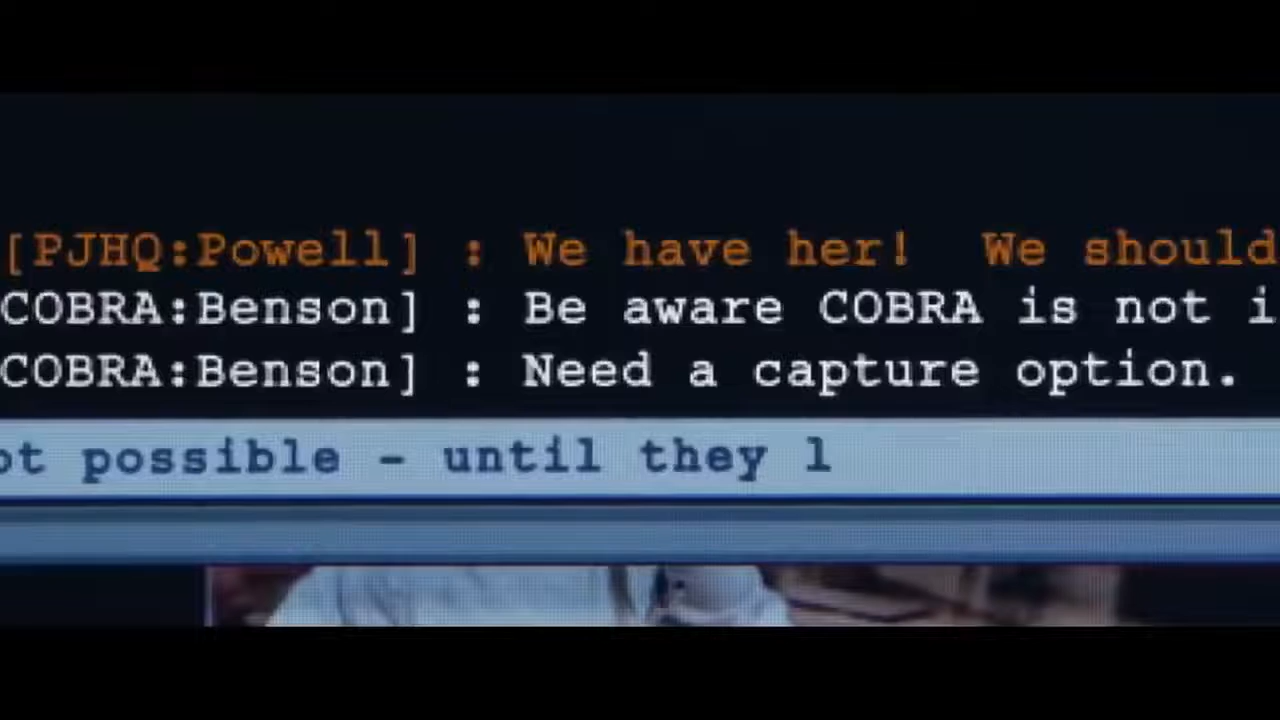 [PJHQ:Powell] : We have her!  We should
COBRA:Benson] : Be aware COBRA is not i
COBRA:Benson] : Need a capture option.
ot possible - until they l